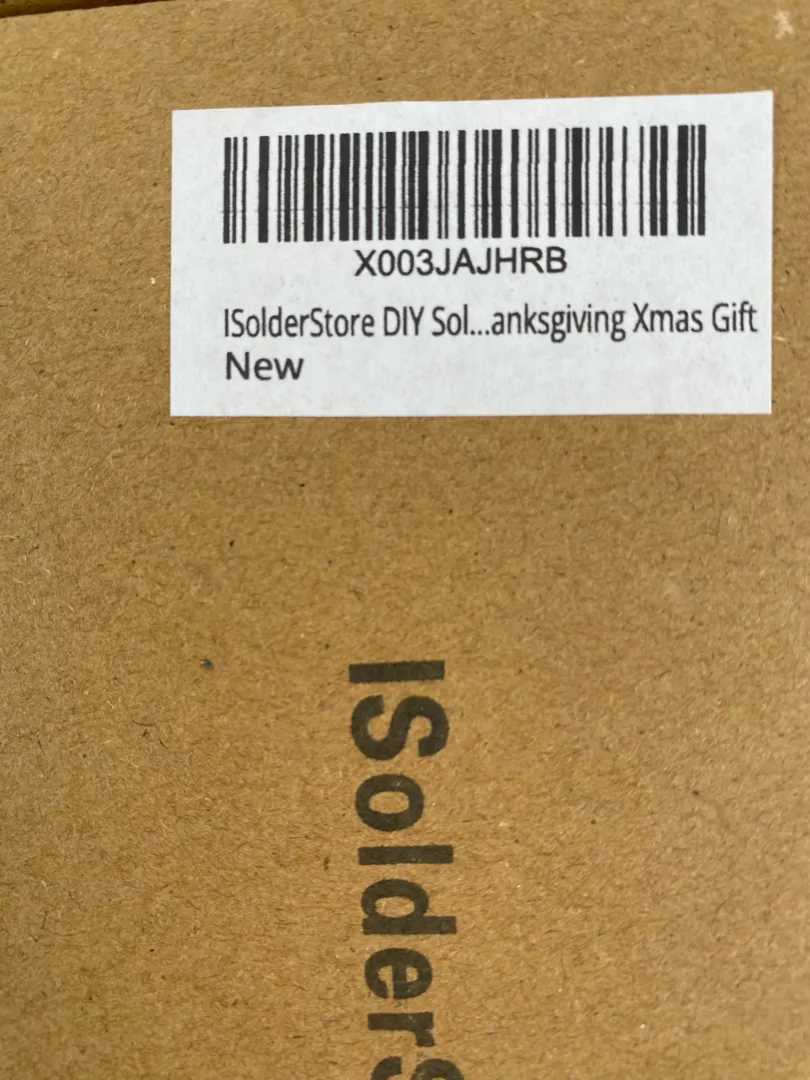 X003JAJHRB
ISolderStore DIY Sol...anksgiving Xmas Gift
New
ISolderS